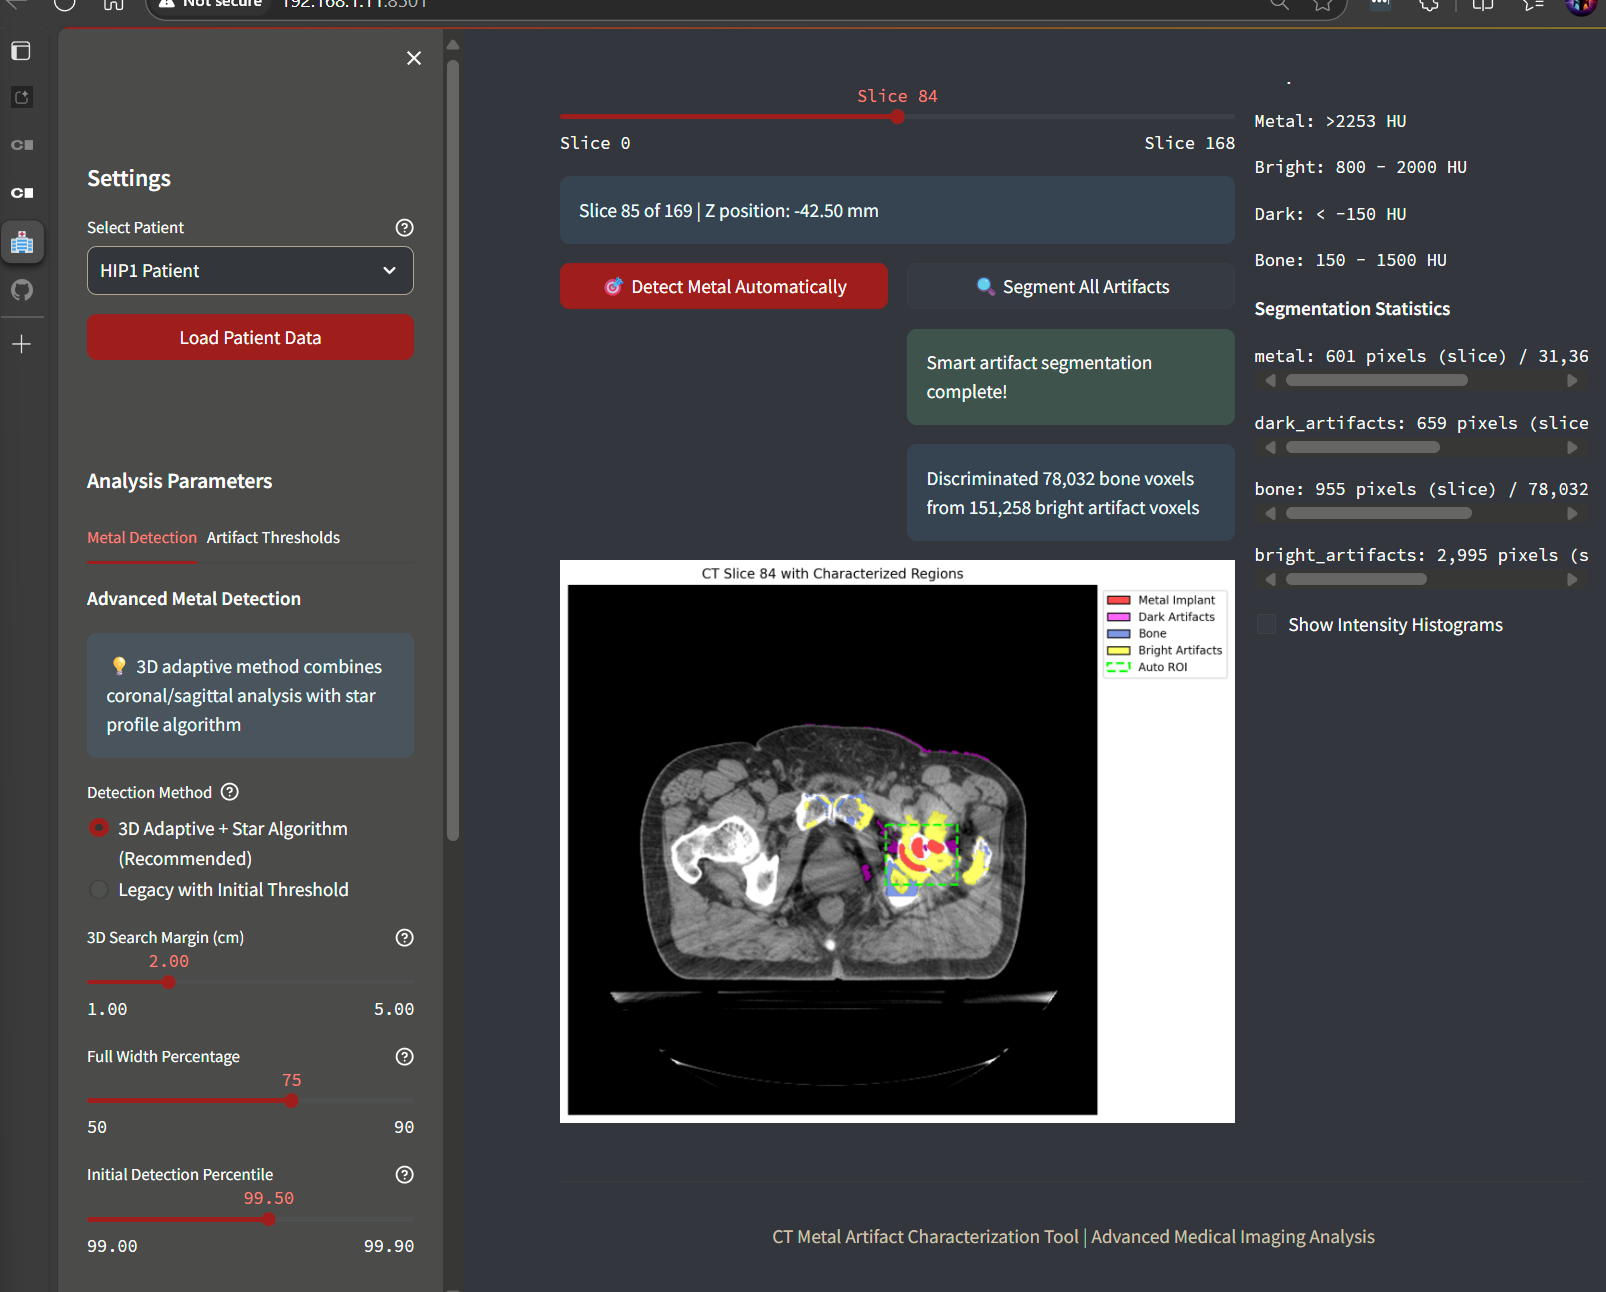 Not secure
192.168.1.11:8501
Settings
Select Patient
HIP1 Patient
Load Patient Data
Analysis Parameters
Metal Detection
Artifact Thresholds
Advanced Metal Detection
💡 3D adaptive method combines
coronal/sagittal analysis with star
profile algorithm
Detection Method
3D Adaptive + Star Algorithm
(Recommended)
Legacy with Initial Threshold
3D Search Margin (cm)
2.00
1.00
5.00
Full Width Percentage
75
50
90
Initial Detection Percentile
99.50
99.00
99.90
Slice 84
Slice 0
Slice 168
Slice 85 of 169 | Z position: -42.50 mm
🎯 Detect Metal Automatically
🔍 Segment All Artifacts
Smart artifact segmentation
complete!
Discriminated 78,032 bone voxels
from 151,258 bright artifact voxels
CT Slice 84 with Characterized Regions
Metal Implant
Dark Artifacts
Bone
Bright Artifacts
Auto ROI
Metal: >2253 HU
Bright: 800 - 2000 HU
Dark: < -150 HU
Bone: 150 - 1500 HU
Segmentation Statistics
metal: 601 pixels (slice) / 31,36
dark_artifacts: 659 pixels (slice
bone: 955 pixels (slice) / 78,032
bright_artifacts: 2,995 pixels (s
Show Intensity Histograms
CT Metal Artifact Characterization Tool | Advanced Medical Imaging Analysis